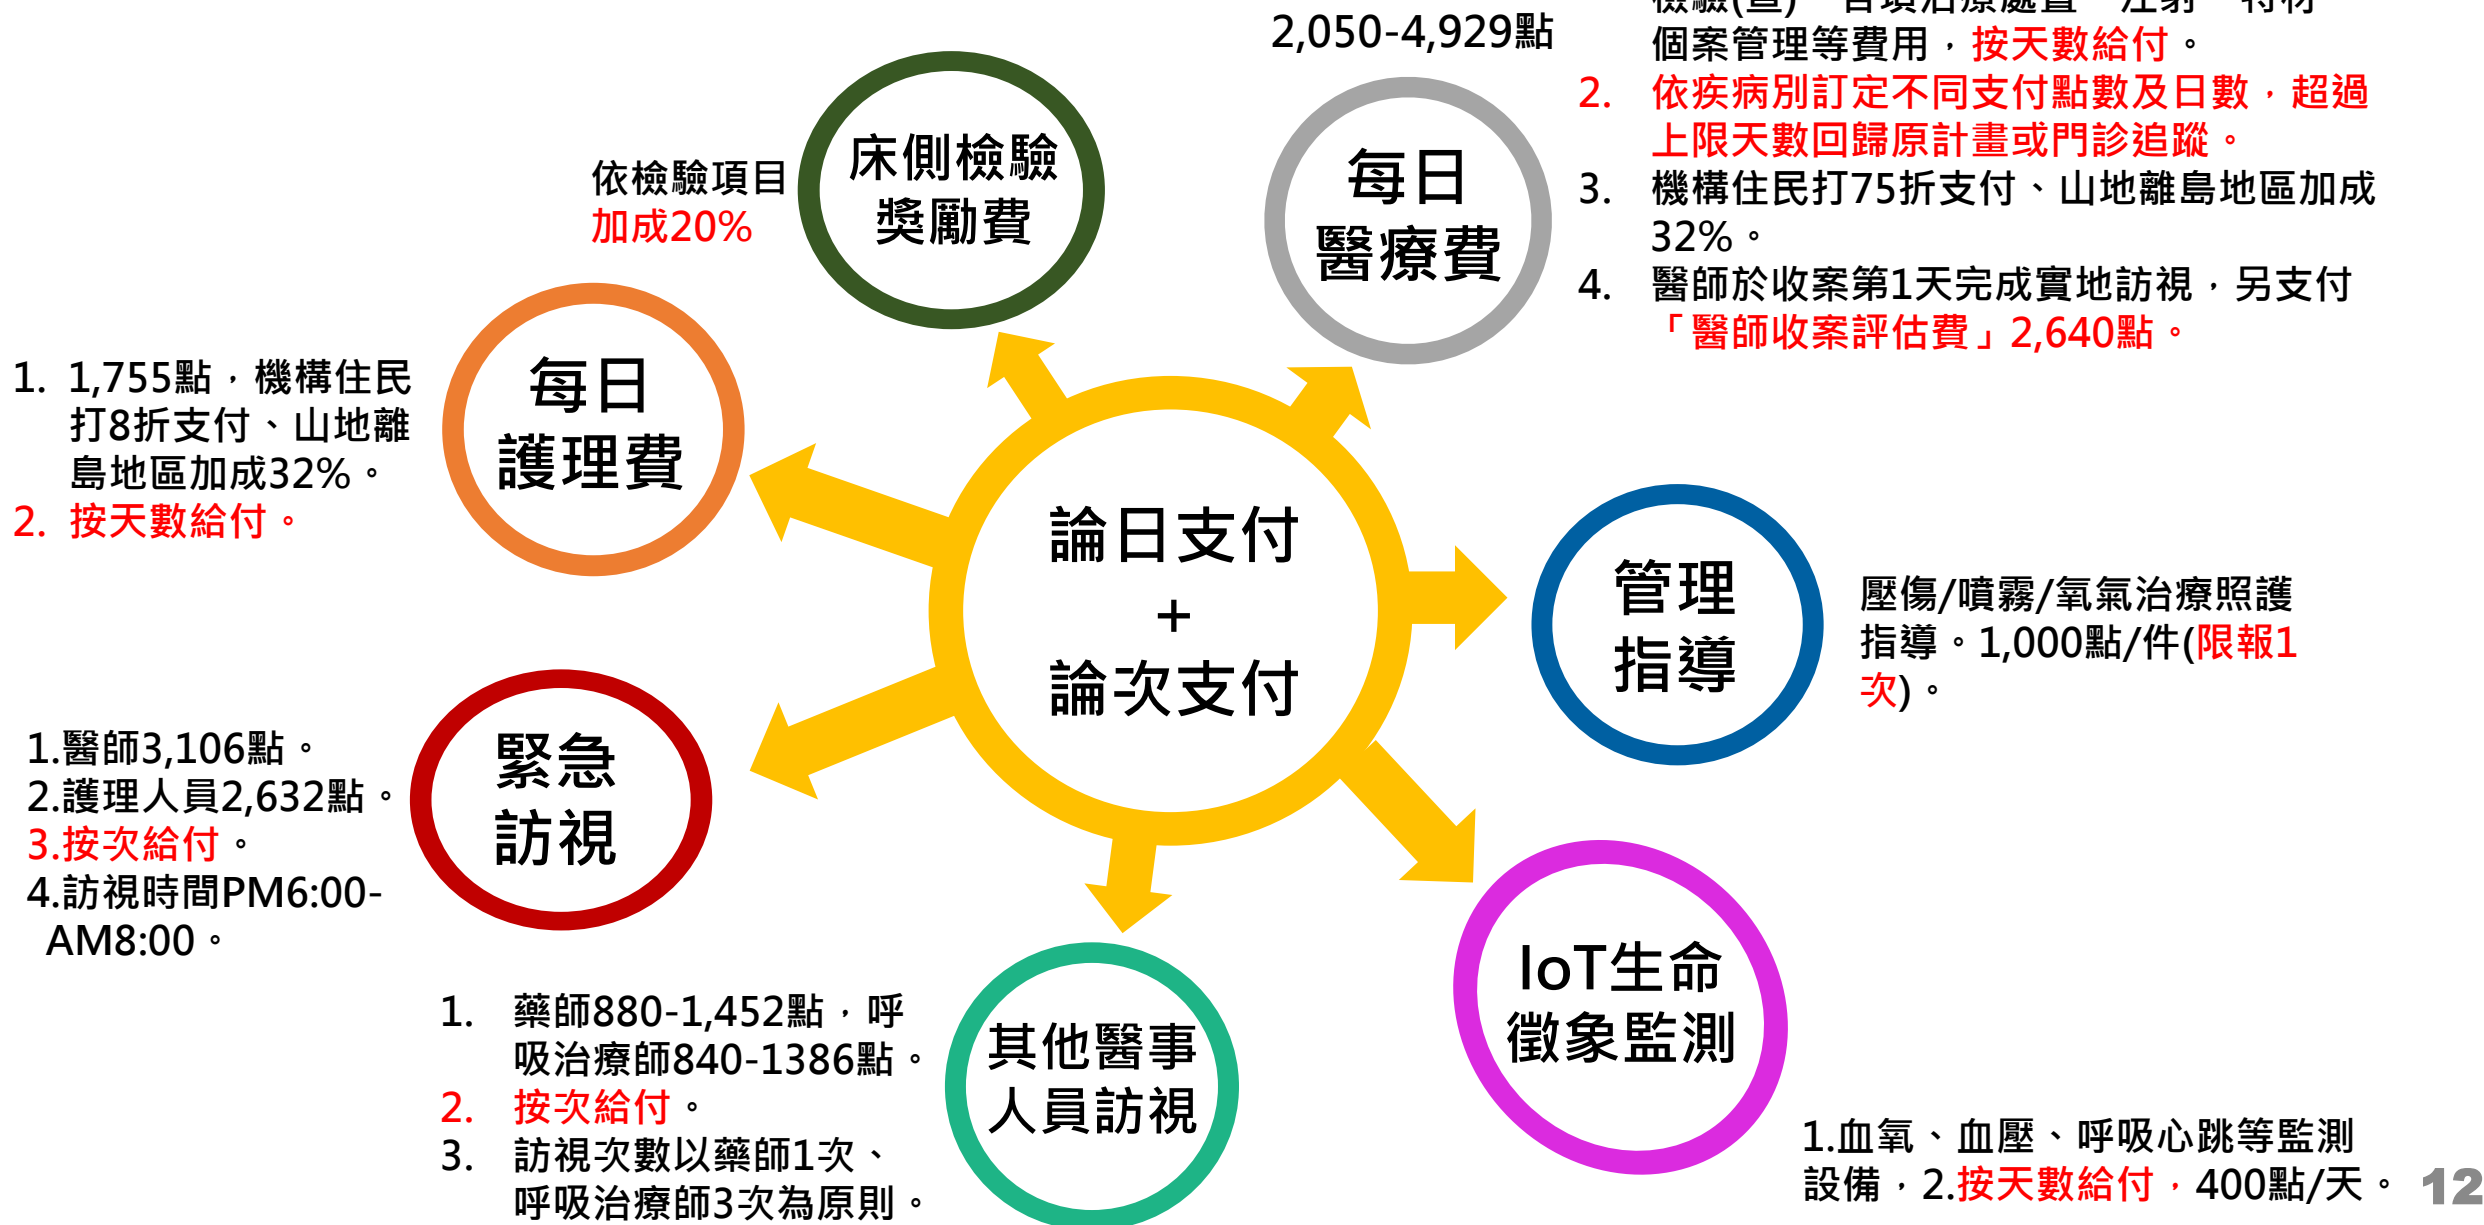 2,050-4,929點
個案管理等費用，按天數給付。
2. 依疾病別訂定不同支付點數及日數，超過
上限天數回歸原計畫或門診追蹤。
3. 機構住民打75折支付、山地離島地區加成
32%。
4. 醫師於收案第1天完成實地訪視，另支付
「醫師收案評估費」2,640點。
每日
醫療費
床側檢驗
獎勵費
依檢驗項目
加成20%
每日
護理費
1. 1,755點，機構住民
打8折支付、山地離
島地區加成32%。
2. 按天數給付。
論日支付
+
論次支付
管理
指導
壓傷/噴霧/氧氣治療照護
指導。1,000點/件(限報1
次)。
緊急
訪視
1.醫師3,106點。
2.護理人員2,632點。
3.按次給付。
4.訪視時間PM6:00-
AM8:00。
其他醫事
人員訪視
1. 藥師880-1,452點，呼
吸治療師840-1386點。
2. 按次給付。
3. 訪視次數以藥師1次、
呼吸治療師3次為原則。
IoT生命
徵象監測
1.血氧、血壓、呼吸心跳等監測
設備，2.按天數給付，400點/天。
12